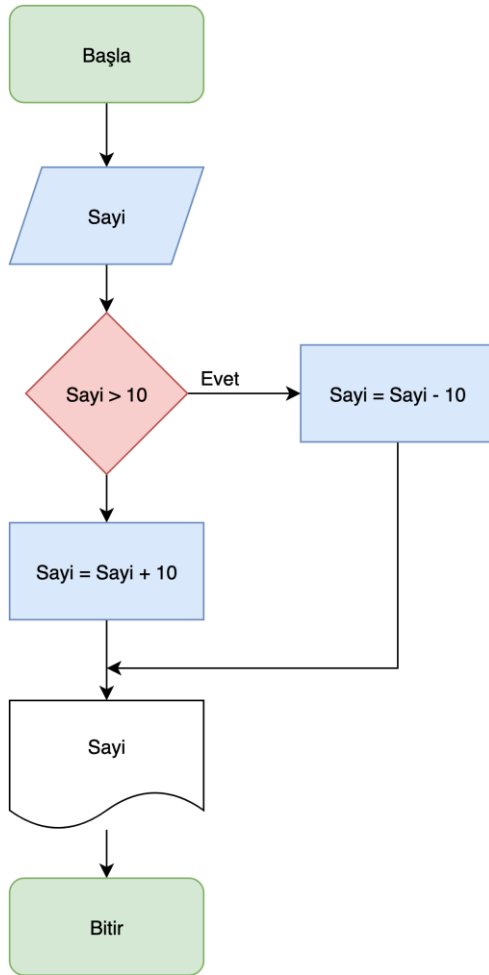 Başla
Sayi
Sayi > 10
Evet
Sayi = Sayi - 10
Sayi = Sayi + 10
Sayi
Bitir